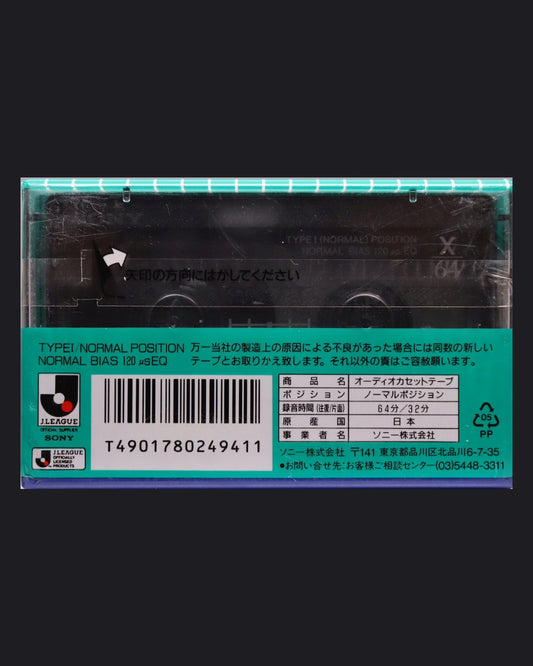 TYPE I (NORMAL) POSITION
NORMAL BIAS 120 μs EQ
X
64
矢印の方向にはがしてください
TYPEI/NORMAL POSITION
NORMAL BIAS 120 μs EQ
万一当社の製造上の原因による不良があった場合には同数の新しい
テープとお取りかえ致します。それ以外の責はご容赦願います。
J.LEAGUE
OFFICIAL SUPPLIER
SONY
J.LEAGUE
OFFICIALLY
LICENSED
PRODUCTS
T4901780249411
商品名 オーディオカセットテープ
ポジション ノーマルポジション
録音時間(往復/片面) 64分/32分
原産国 日本
事業者名 ソニー株式会社
ソニー株式会社 〒141 東京都品川区北品川6-7-35
●お問い合せ先:お客様ご相談センター(03)5448-3311
05
PP